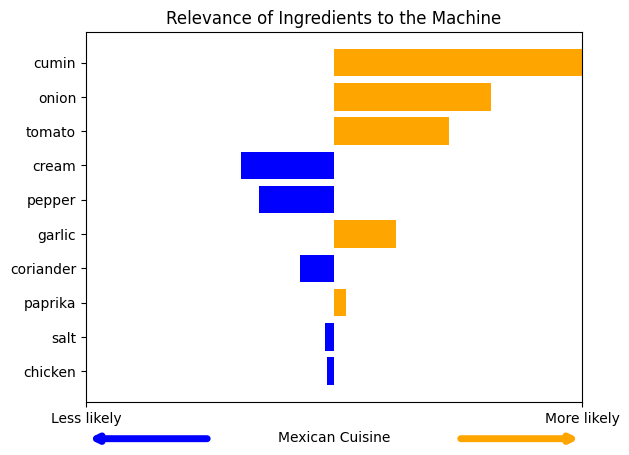 Relevance of Ingredients to the Machine
cumin
onion
tomato
cream
pepper
garlic
coriander
paprika
salt
chicken
Less likely
More likely
Mexican Cuisine